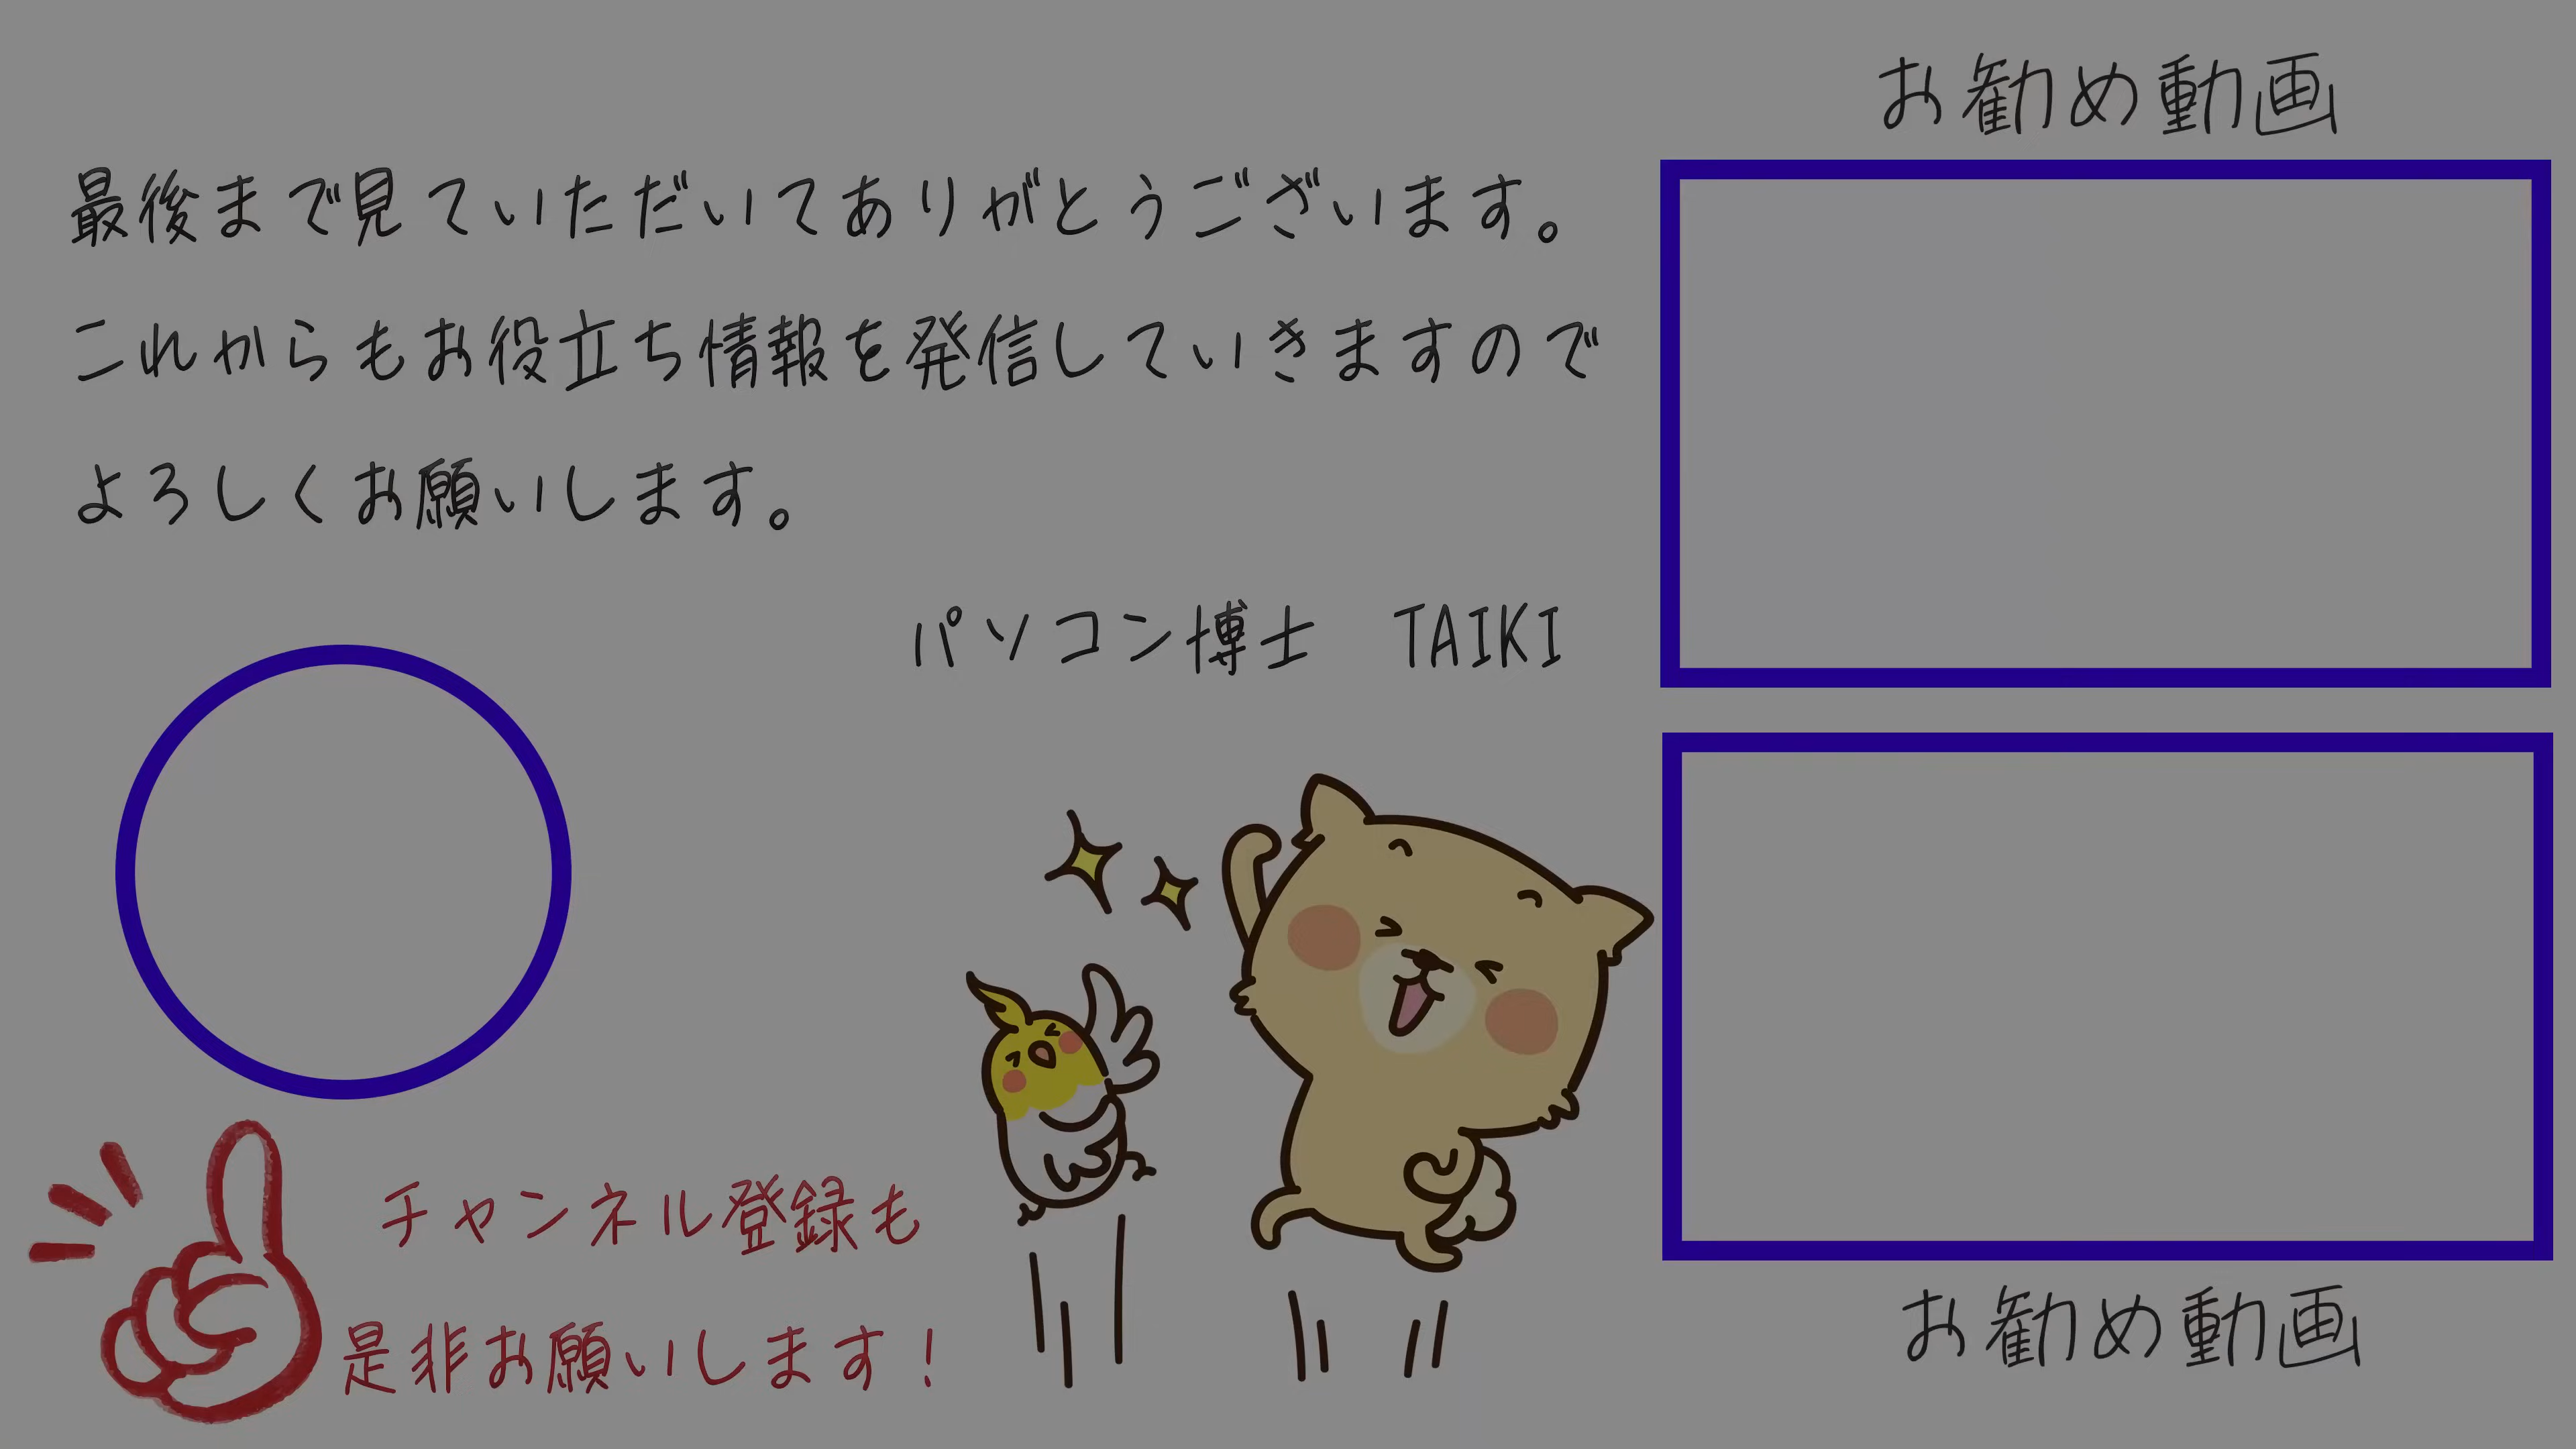 最後まで見ていただいてありがとうございます。
これからもお役立ち情報を発信していきますので
よろしくお願いします。
パソコン博士　TAIKI
お勧め動画
チャンネル登録も
是非お願いします！
お勧め動画